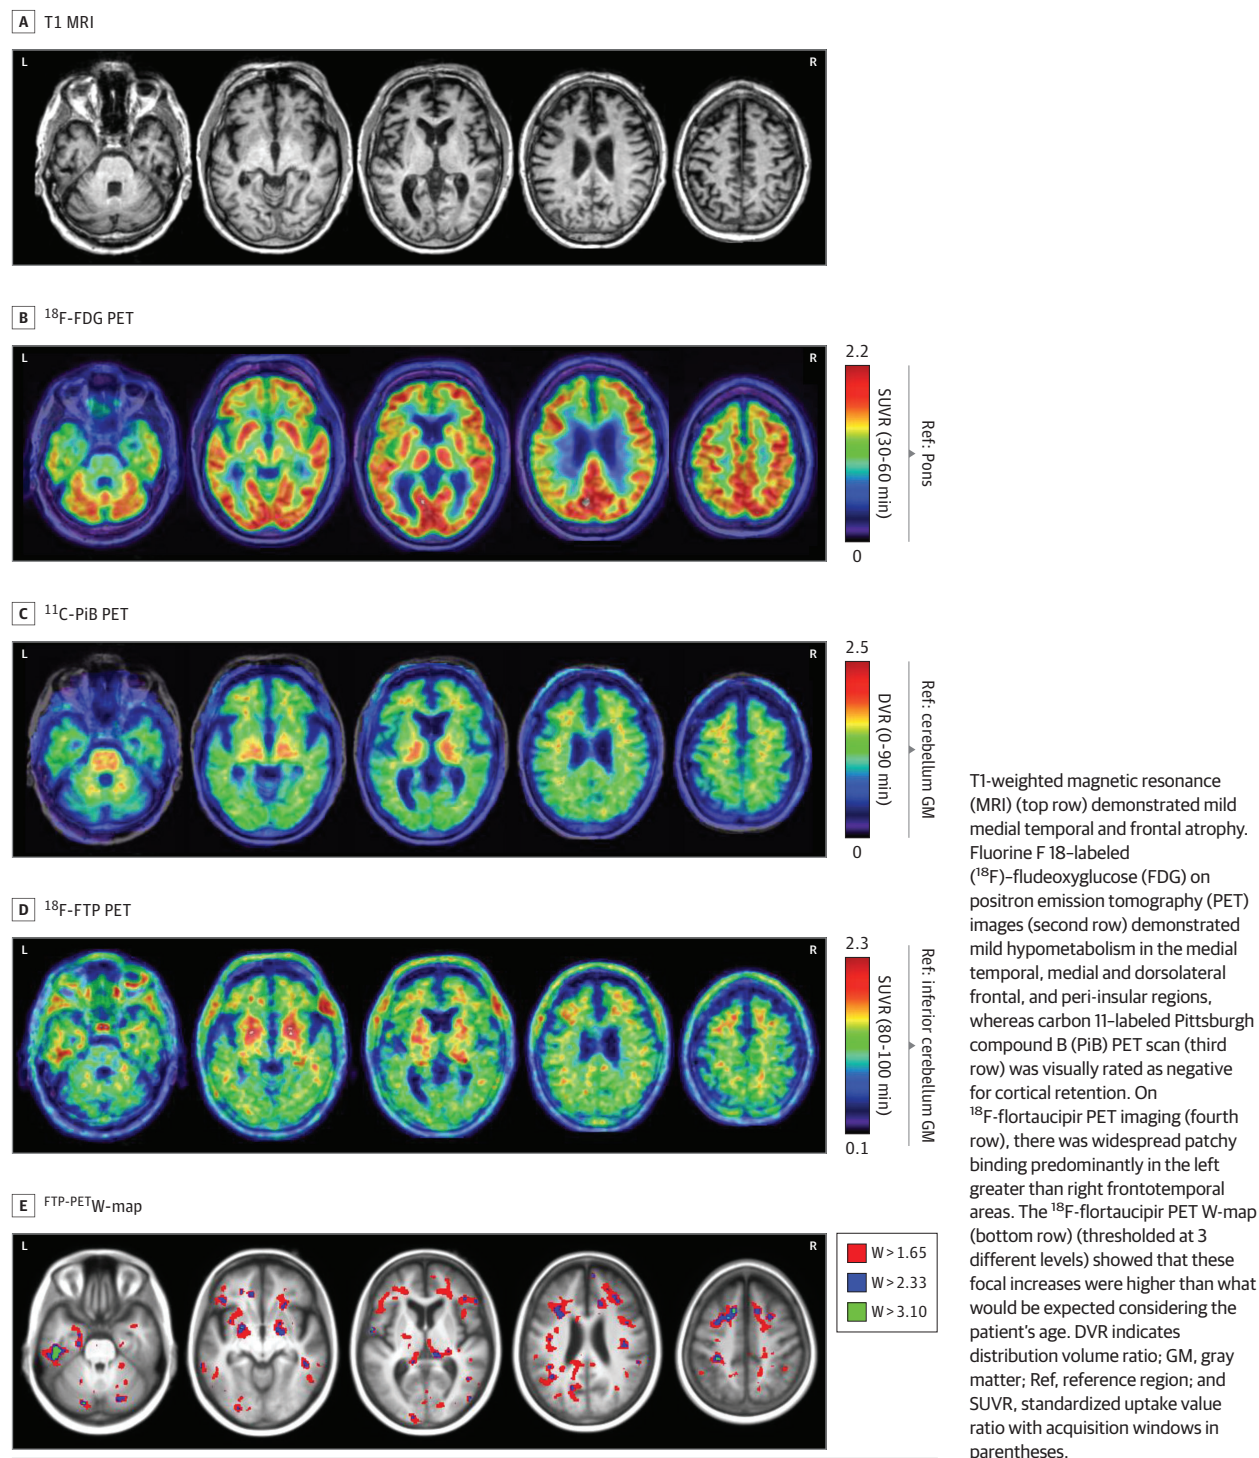 A T1 MRI
L R
B ¹⁸F-FDG PET
L R
2.2
SUVR (30-60 min)
Ref: Pons
0
C ¹¹C-PiB PET
L R
2.5
DVR (0-90 min)
Ref: cerebellum GM
0
D ¹⁸F-FTP PET
L R
2.3
SUVR (80-100 min)
Ref: inferior cerebellum GM
0.1
E FTP-PETW-map
L R
W > 1.65
W > 2.33
W > 3.10
T1-weighted magnetic resonance
(MRI) (top row) demonstrated mild
medial temporal and frontal atrophy.
Fluorine F 18–labeled
(¹⁸F)–fludeoxyglucose (FDG) on
positron emission tomography (PET)
images (second row) demonstrated
mild hypometabolism in the medial
temporal, medial and dorsolateral
frontal, and peri-insular regions,
whereas carbon 11–labeled Pittsburgh
compound B (PiB) PET scan (third
row) was visually rated as negative
for cortical retention. On
¹⁸F-flortaucipir PET imaging (fourth
row), there was widespread patchy
binding predominantly in the left
greater than right frontotemporal
areas. The ¹⁸F-flortaucipir PET W-map
(bottom row) (thresholded at 3
different levels) showed that these
focal increases were higher than what
would be expected considering the
patient's age. DVR indicates
distribution volume ratio; GM, gray
matter; Ref, reference region; and
SUVR, standardized uptake value
ratio with acquisition windows in
parentheses.